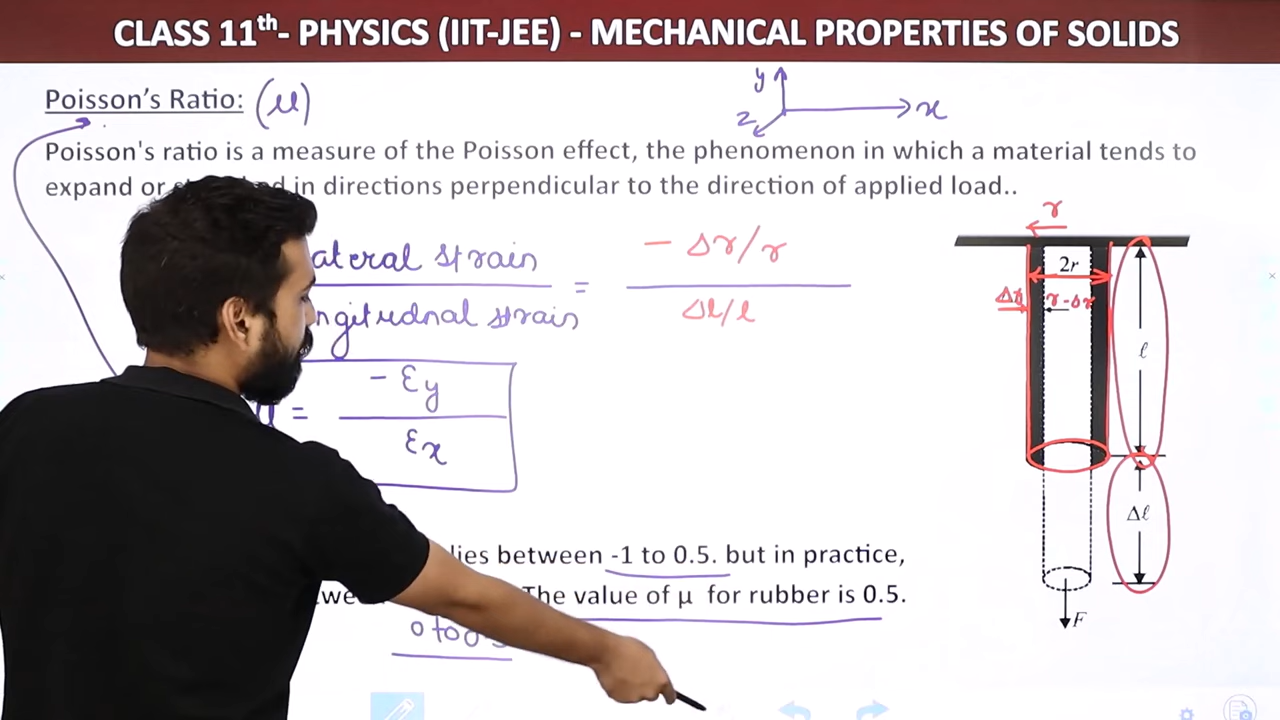 CLASS 11th- PHYSICS (IIT-JEE) - MECHANICAL PROPERTIES OF SOLIDS
Poisson's Ratio: (μ)
y
z x
Poisson's ratio is a measure of the Poisson effect, the phenomenon in which a material tends to
expand or in directions perpendicular to the direction of applied load..
ateral strain = - Δr/r
ngitudnal strain Δl/l
r
2r
Δr r-Δr
ℓ
μ = - εy
εx
Δℓ
lies between -1 to 0.5. but in practice,
The value of μ for rubber is 0.5.
F